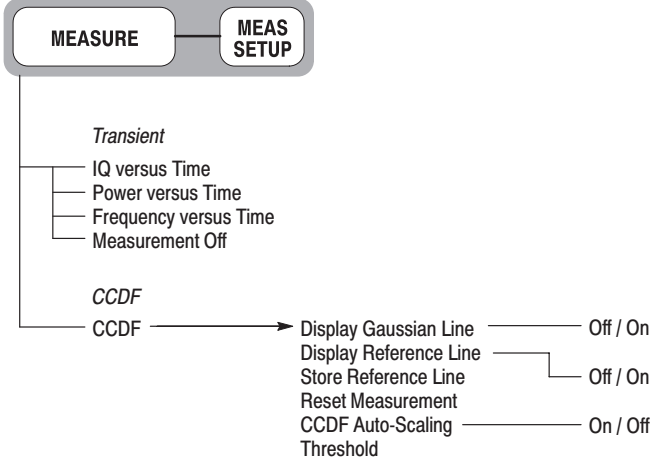 MEASURE
MEAS
SETUP
Transient
IQ versus Time
Power versus Time
Frequency versus Time
Measurement Off
CCDF
CCDF
Display Gaussian Line Off / On
Display Reference Line
Store Reference Line Off / On
Reset Measurement
CCDF Auto-Scaling On / Off
Threshold